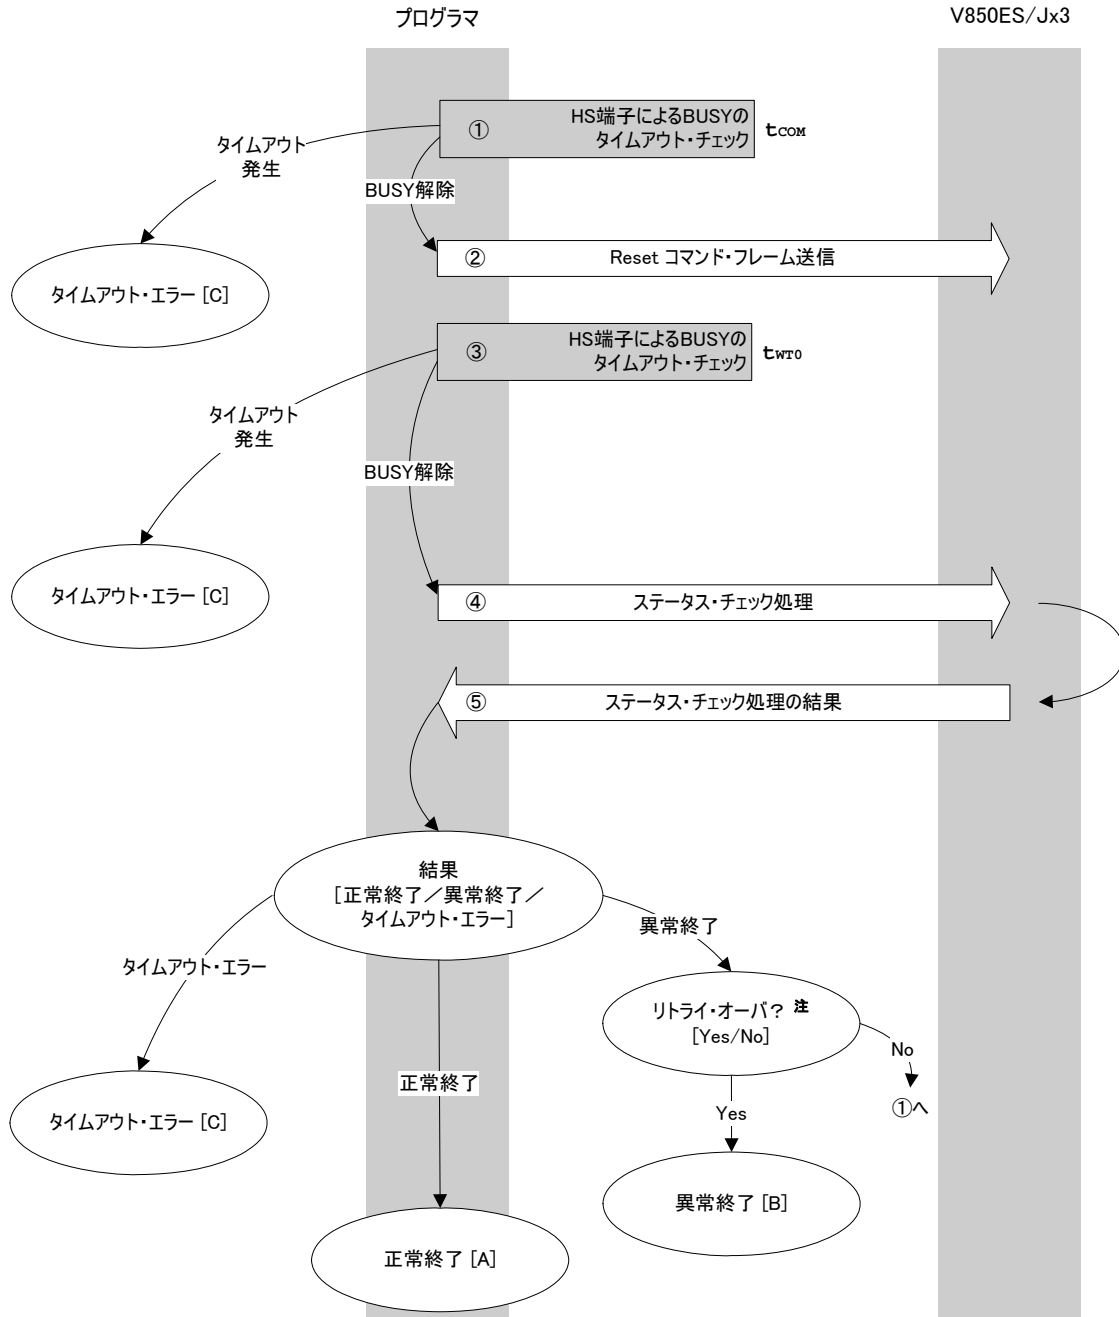 プログラマ
V850ES/Jx3
①
HS端子によるBUSYの
タイムアウト・チェック
tCOM
タイムアウト
発生
BUSY解除
②
Reset コマンド・フレーム送信
タイムアウト・エラー [C]
③
HS端子によるBUSYの
タイムアウト・チェック
tWT0
タイムアウト
発生
BUSY解除
タイムアウト・エラー [C]
④
ステータス・チェック処理
⑤
ステータス・チェック処理の結果
結果
[正常終了／異常終了／
タイムアウト・エラー]
異常終了
タイムアウト・エラー
リトライ・オーバ？ 注
[Yes/No]
No
①へ
正常終了
Yes
タイムアウト・エラー [C]
異常終了 [B]
正常終了 [A]